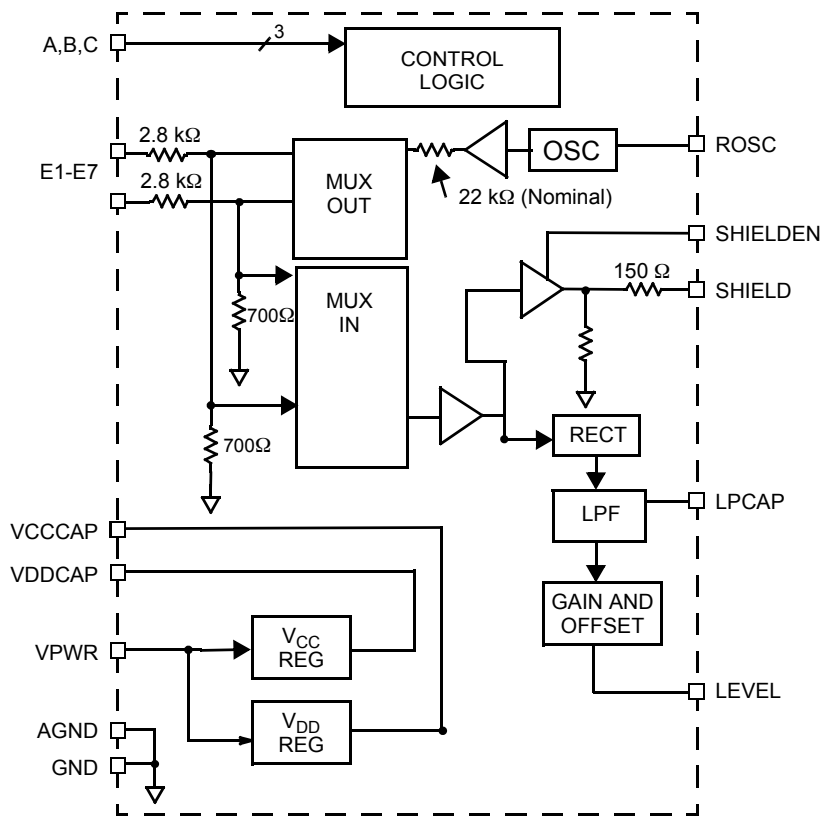 A,B,C
3
CONTROL
LOGIC
2.8 kΩ
E1-E7
2.8 kΩ
MUX
OUT
OSC
ROSC
22 kΩ (Nominal)
SHIELDEN
150 Ω
SHIELD
MUX
IN
700Ω
700Ω
RECT
LPF
LPCAP
GAIN AND
OFFSET
LEVEL
VCCCAP
VDDCAP
VPWR
VCC
REG
VDD
REG
AGND
GND